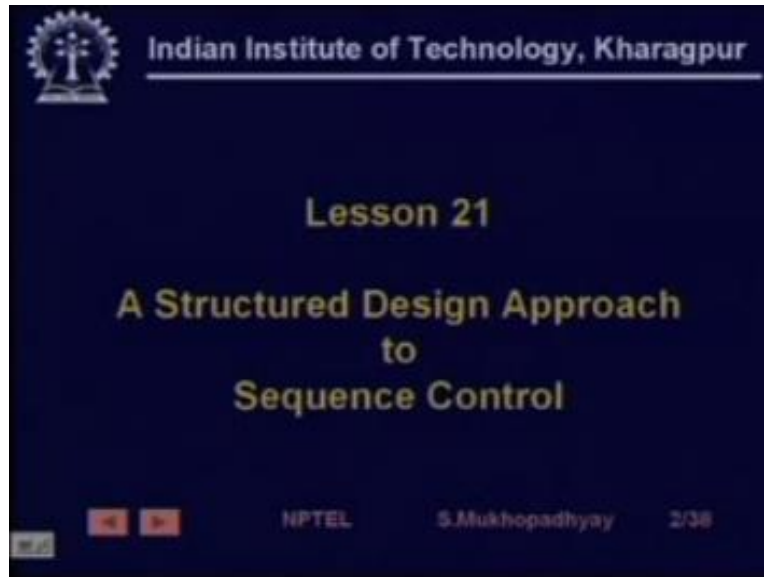 Indian Institute of Technology, Kharagpur
Lesson 21
A Structured Design Approach
to
Sequence Control
NPTEL S.Mukhopadhyay 2/38